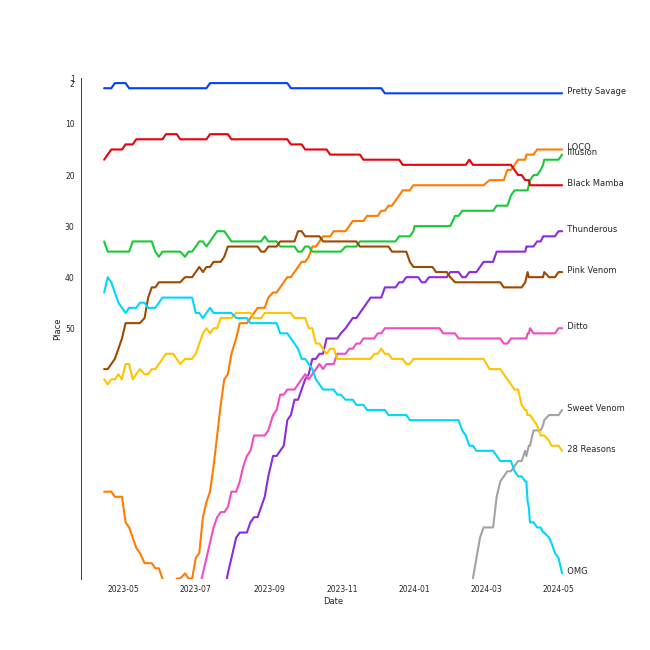 1
2
10
20
30
40
50
Place
Pretty Savage
LOCO
Illusion
Black Mamba
Thunderous
Pink Venom
Ditto
Sweet Venom
28 Reasons
OMG
2023-05 2023-07 2023-09 2023-11 2024-01 2024-03 2024-05
Date